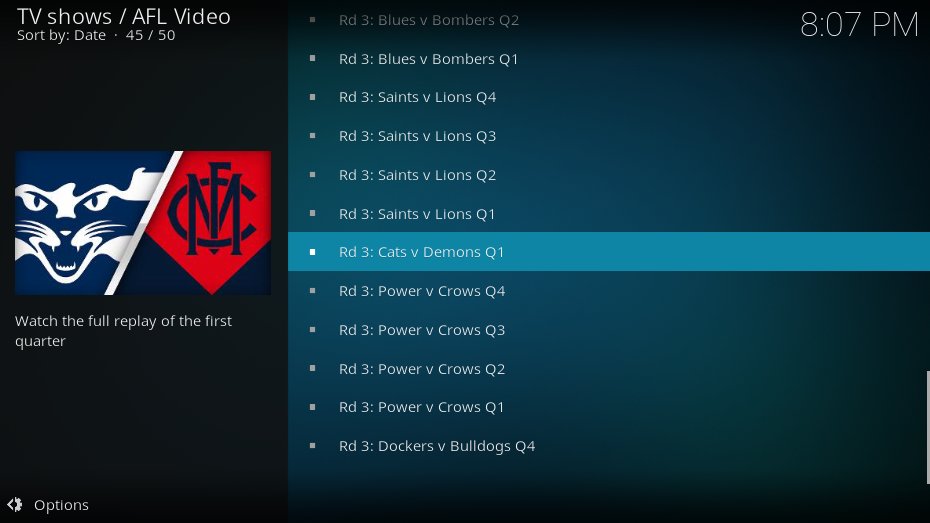 TV shows / AFL Video
Sort by: Date · 45 / 50
8:07 PM
Rd 3: Blues v Bombers Q2
Rd 3: Blues v Bombers Q1
Rd 3: Saints v Lions Q4
Rd 3: Saints v Lions Q3
Rd 3: Saints v Lions Q2
Rd 3: Saints v Lions Q1
Rd 3: Cats v Demons Q1
Rd 3: Power v Crows Q4
Rd 3: Power v Crows Q3
Rd 3: Power v Crows Q2
Rd 3: Power v Crows Q1
Rd 3: Dockers v Bulldogs Q4
MFC
Watch the full replay of the first
quarter
Options